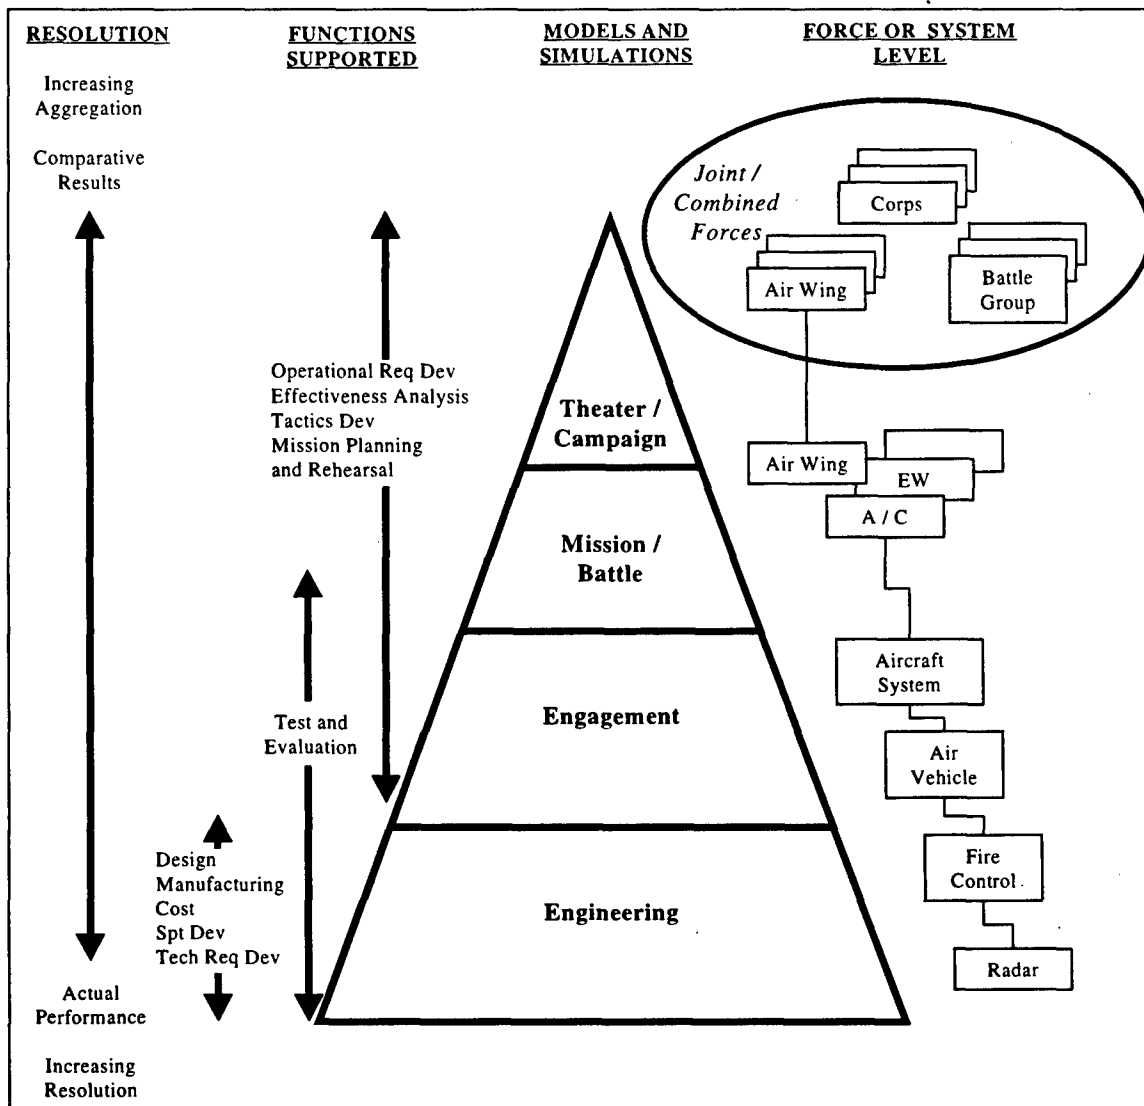 RESOLUTION
Increasing
Aggregation
Comparative
Results
Actual
Performance
Increasing
Resolution
FUNCTIONS
SUPPORTED
Operational Req Dev
Effectiveness Analysis
Tactics Dev
Mission Planning
and Rehearsal
Test and
Evaluation
Design
Manufacturing
Cost
Spt Dev
Tech Req Dev
MODELS AND
SIMULATIONS
Theater /
Campaign
Mission /
Battle
Engagement
Engineering
FORCE OR SYSTEM
LEVEL
Joint /
Combined
Forces
Corps
Air Wing
Battle
Group
Air Wing
EW
A / C
Aircraft
System
Air
Vehicle
Fire
Control
Radar